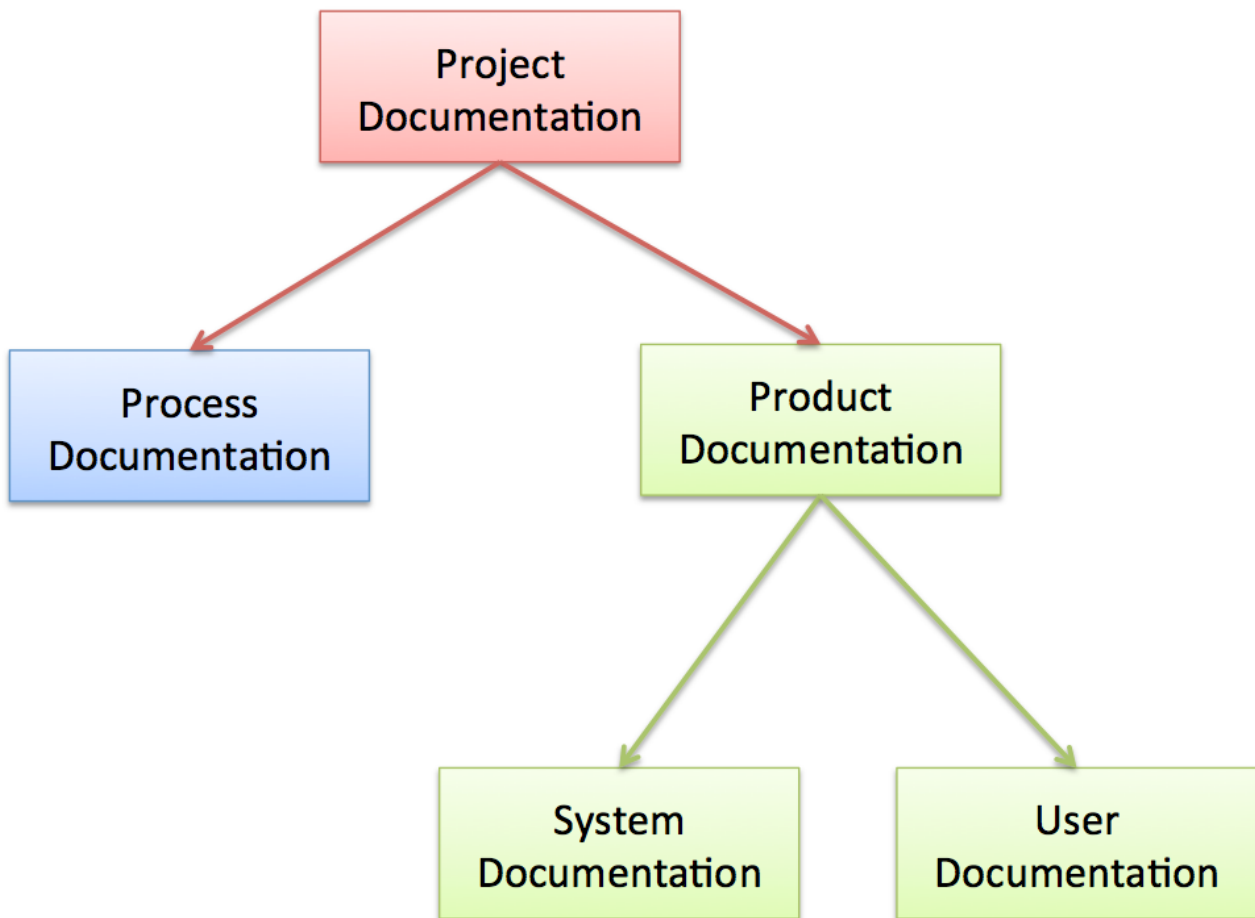 Project
Documentation
Process
Documentation
Product
Documentation
System
Documentation
User
Documentation